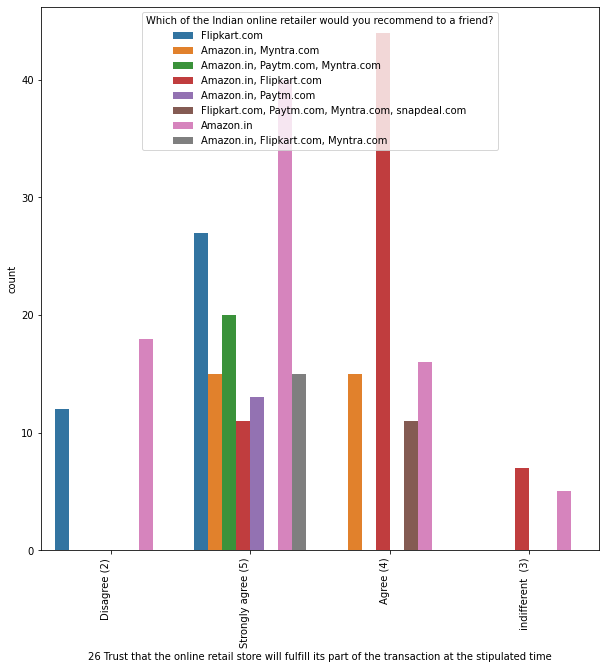 Which of the Indian online retailer would you recommend to a friend?
Flipkart.com
Amazon.in, Myntra.com
Amazon.in, Paytm.com, Myntra.com
Amazon.in, Flipkart.com
Amazon.in, Paytm.com
Flipkart.com, Paytm.com, Myntra.com, snapdeal.com
Amazon.in
Amazon.in, Flipkart.com, Myntra.com
40
30
20
10
0
count
Disagree (2)
Strongly agree (5)
Agree (4)
indifferent  (3)
26 Trust that the online retail store will fulfill its part of the transaction at the stipulated time